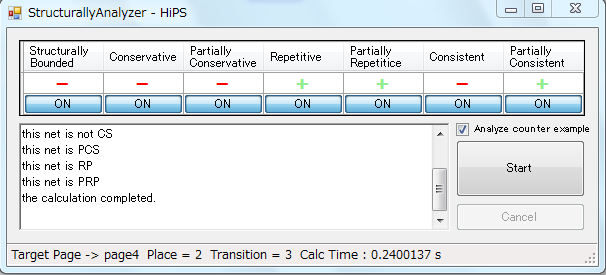 StructurallyAnalyzer - HiPS
Structurally Bounded
Conservative
Partially Conservative
Repetitive
Partially Repetitice
Consistent
Partially Consistent
− − − + + − +
ON ON ON ON ON ON ON
this net is not CS
this net is PCS
this net is RP
this net is PRP
the calculation completed.
Analyze counter example
Start
Cancel
Target Page -> page4 Place = 2 Transition = 3 Calc Time : 0.2400137 s